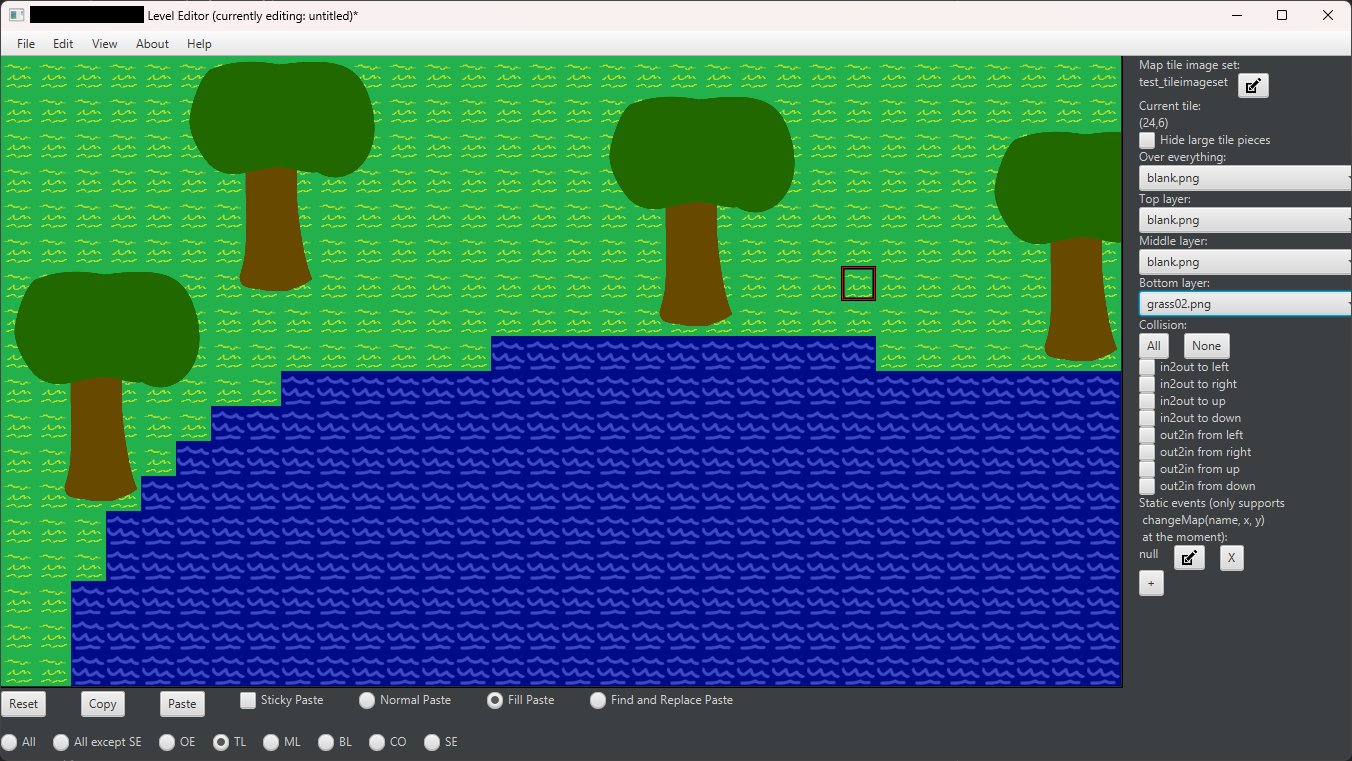 Level Editor (currently editing: untitled)*
File Edit View About Help
Map tile image set:
test_tileimageset
Current tile:
(24,6)
Hide large tile pieces
Over everything:
blank.png
Top layer:
blank.png
Middle layer:
blank.png
Bottom layer:
grass02.png
Collision:
All None
in2out to left
in2out to right
in2out to up
in2out to down
out2in from left
out2in from right
out2in from up
out2in from down
Static events (only supports
changeMap(name, x, y)
at the moment):
null X
+
Reset Copy Paste Sticky Paste Normal Paste Fill Paste Find and Replace Paste
All All except SE OE TL ML BL CO SE